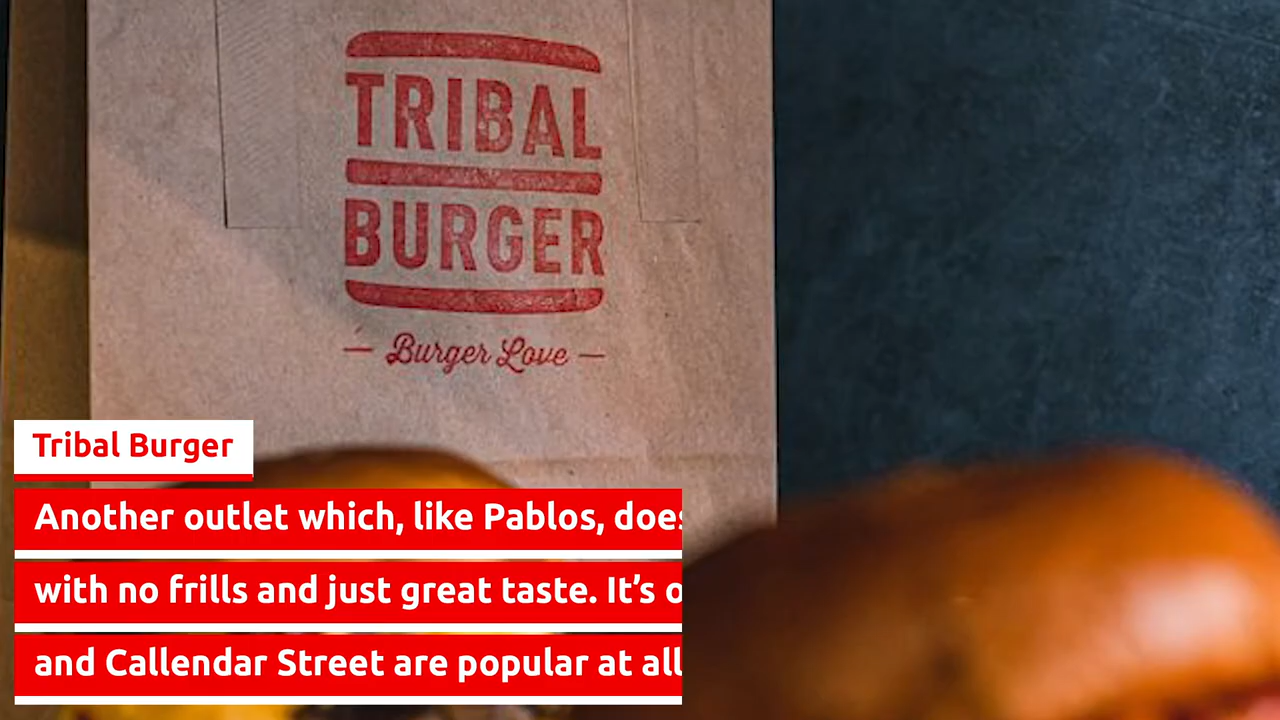 TRIBAL
BURGER
Burger Love
Tribal Burger
Another outlet which, like Pablos,
with no frills and just great taste. It’s
and Callendar Street are popular at all